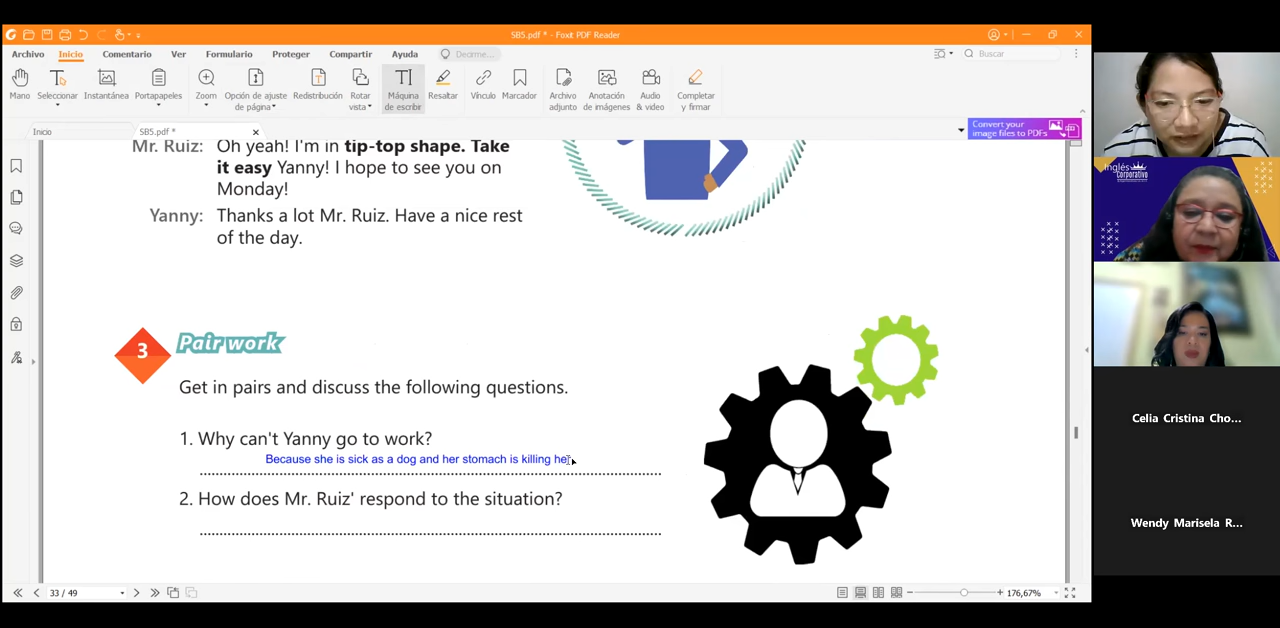 SB5.pdf * - Foxit PDF Reader
Archivo Inicio Comentario Ver Formulario Proteger Compartir Ayuda Decirme... Buscar
Mano Seleccionar Instantánea Portapapeles Zoom Opción de ajuste de página Redistribución Rotar vista Máquina de escribir Resaltar Vínculo Marcador Archivo adjunto Anotación de imágenes Audio & video Completar y firmar
Inicio SB5.pdf *
Convert your
image files to PDFs
Mr. Ruiz: Oh yeah! I'm in tip-top shape. Take
it easy Yanny! I hope to see you on
Monday!
Yanny: Thanks a lot Mr. Ruiz. Have a nice rest
of the day.
3 Pair work
Get in pairs and discuss the following questions.
1. Why can't Yanny go to work?
Because she is sick as a dog and her stomach is killing he
2. How does Mr. Ruiz' respond to the situation?
33 / 49
176,67%
Inglés
Corporativo
Celia Cristina Cho...
Wendy Marisela R...